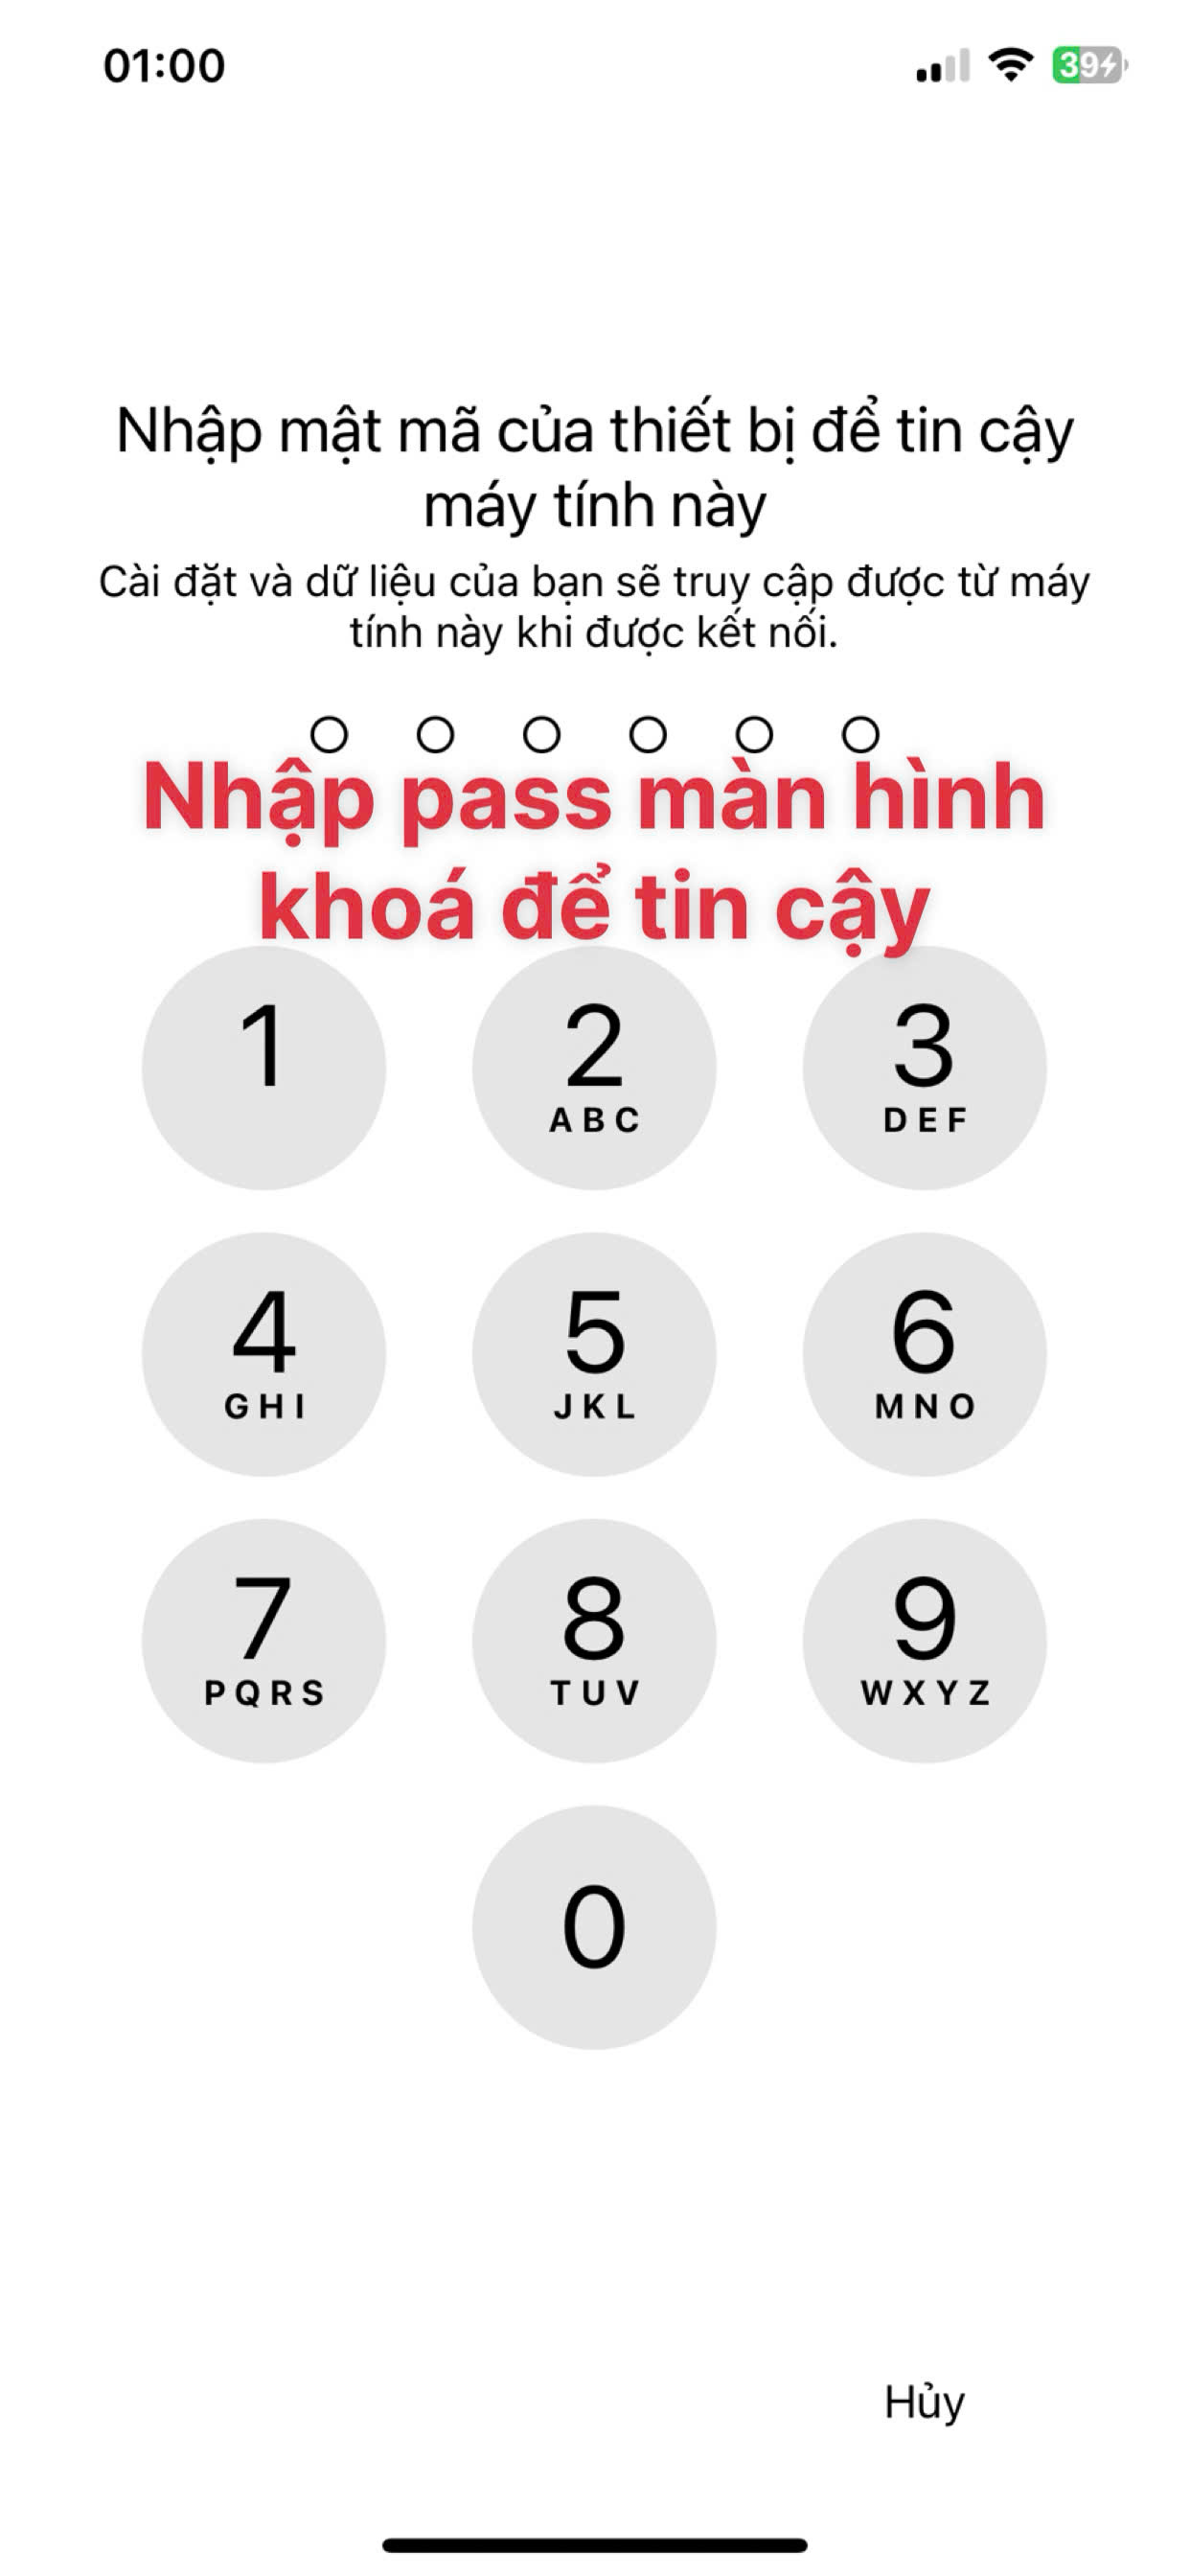 01:00
39
Nhập mật mã của thiết bị để tin cậy
máy tính này
Cài đặt và dữ liệu của bạn sẽ truy cập được từ máy
tính này khi được kết nối.
Nhập pass màn hình
khoá để tin cậy
1
2
3
ABC
DEF
4
5
6
GHI
JKL
MNO
7
8
9
PQRS
TUV
WXYZ
0
Hủy